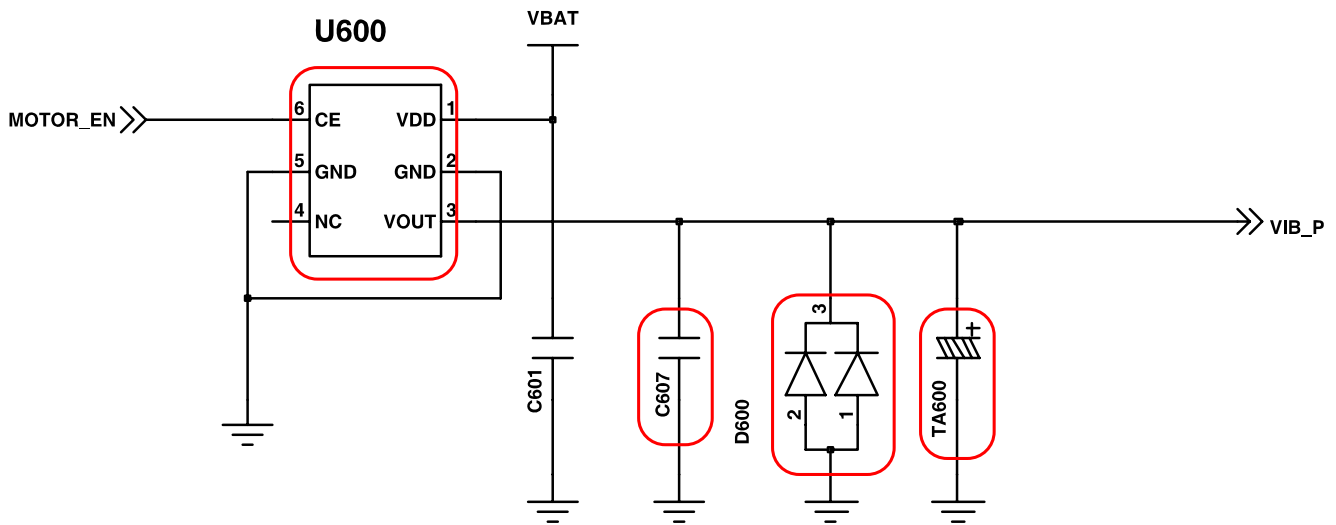 VBAT
U600
MOTOR_EN
6 CE VDD 1
5 GND GND 2
4 NC VOUT 3
VIB_P
C601
C607
D600
3
2
1
+
TA600